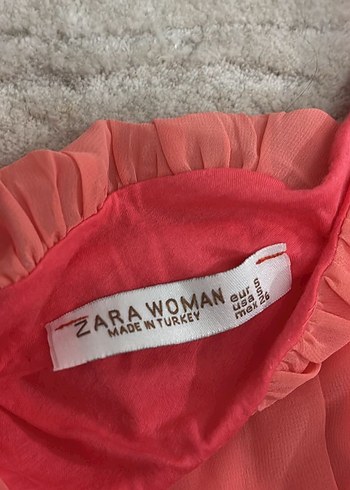 ZARA WOMAN
MADE IN TURKEY
eur S
usa S
mex 26